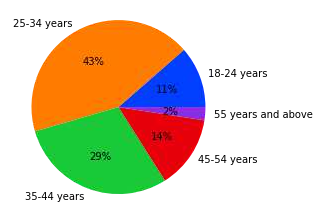 25-34 years
43%
18-24 years
11%
2%
55 years and above
14%
45-54 years
29%
35-44 years